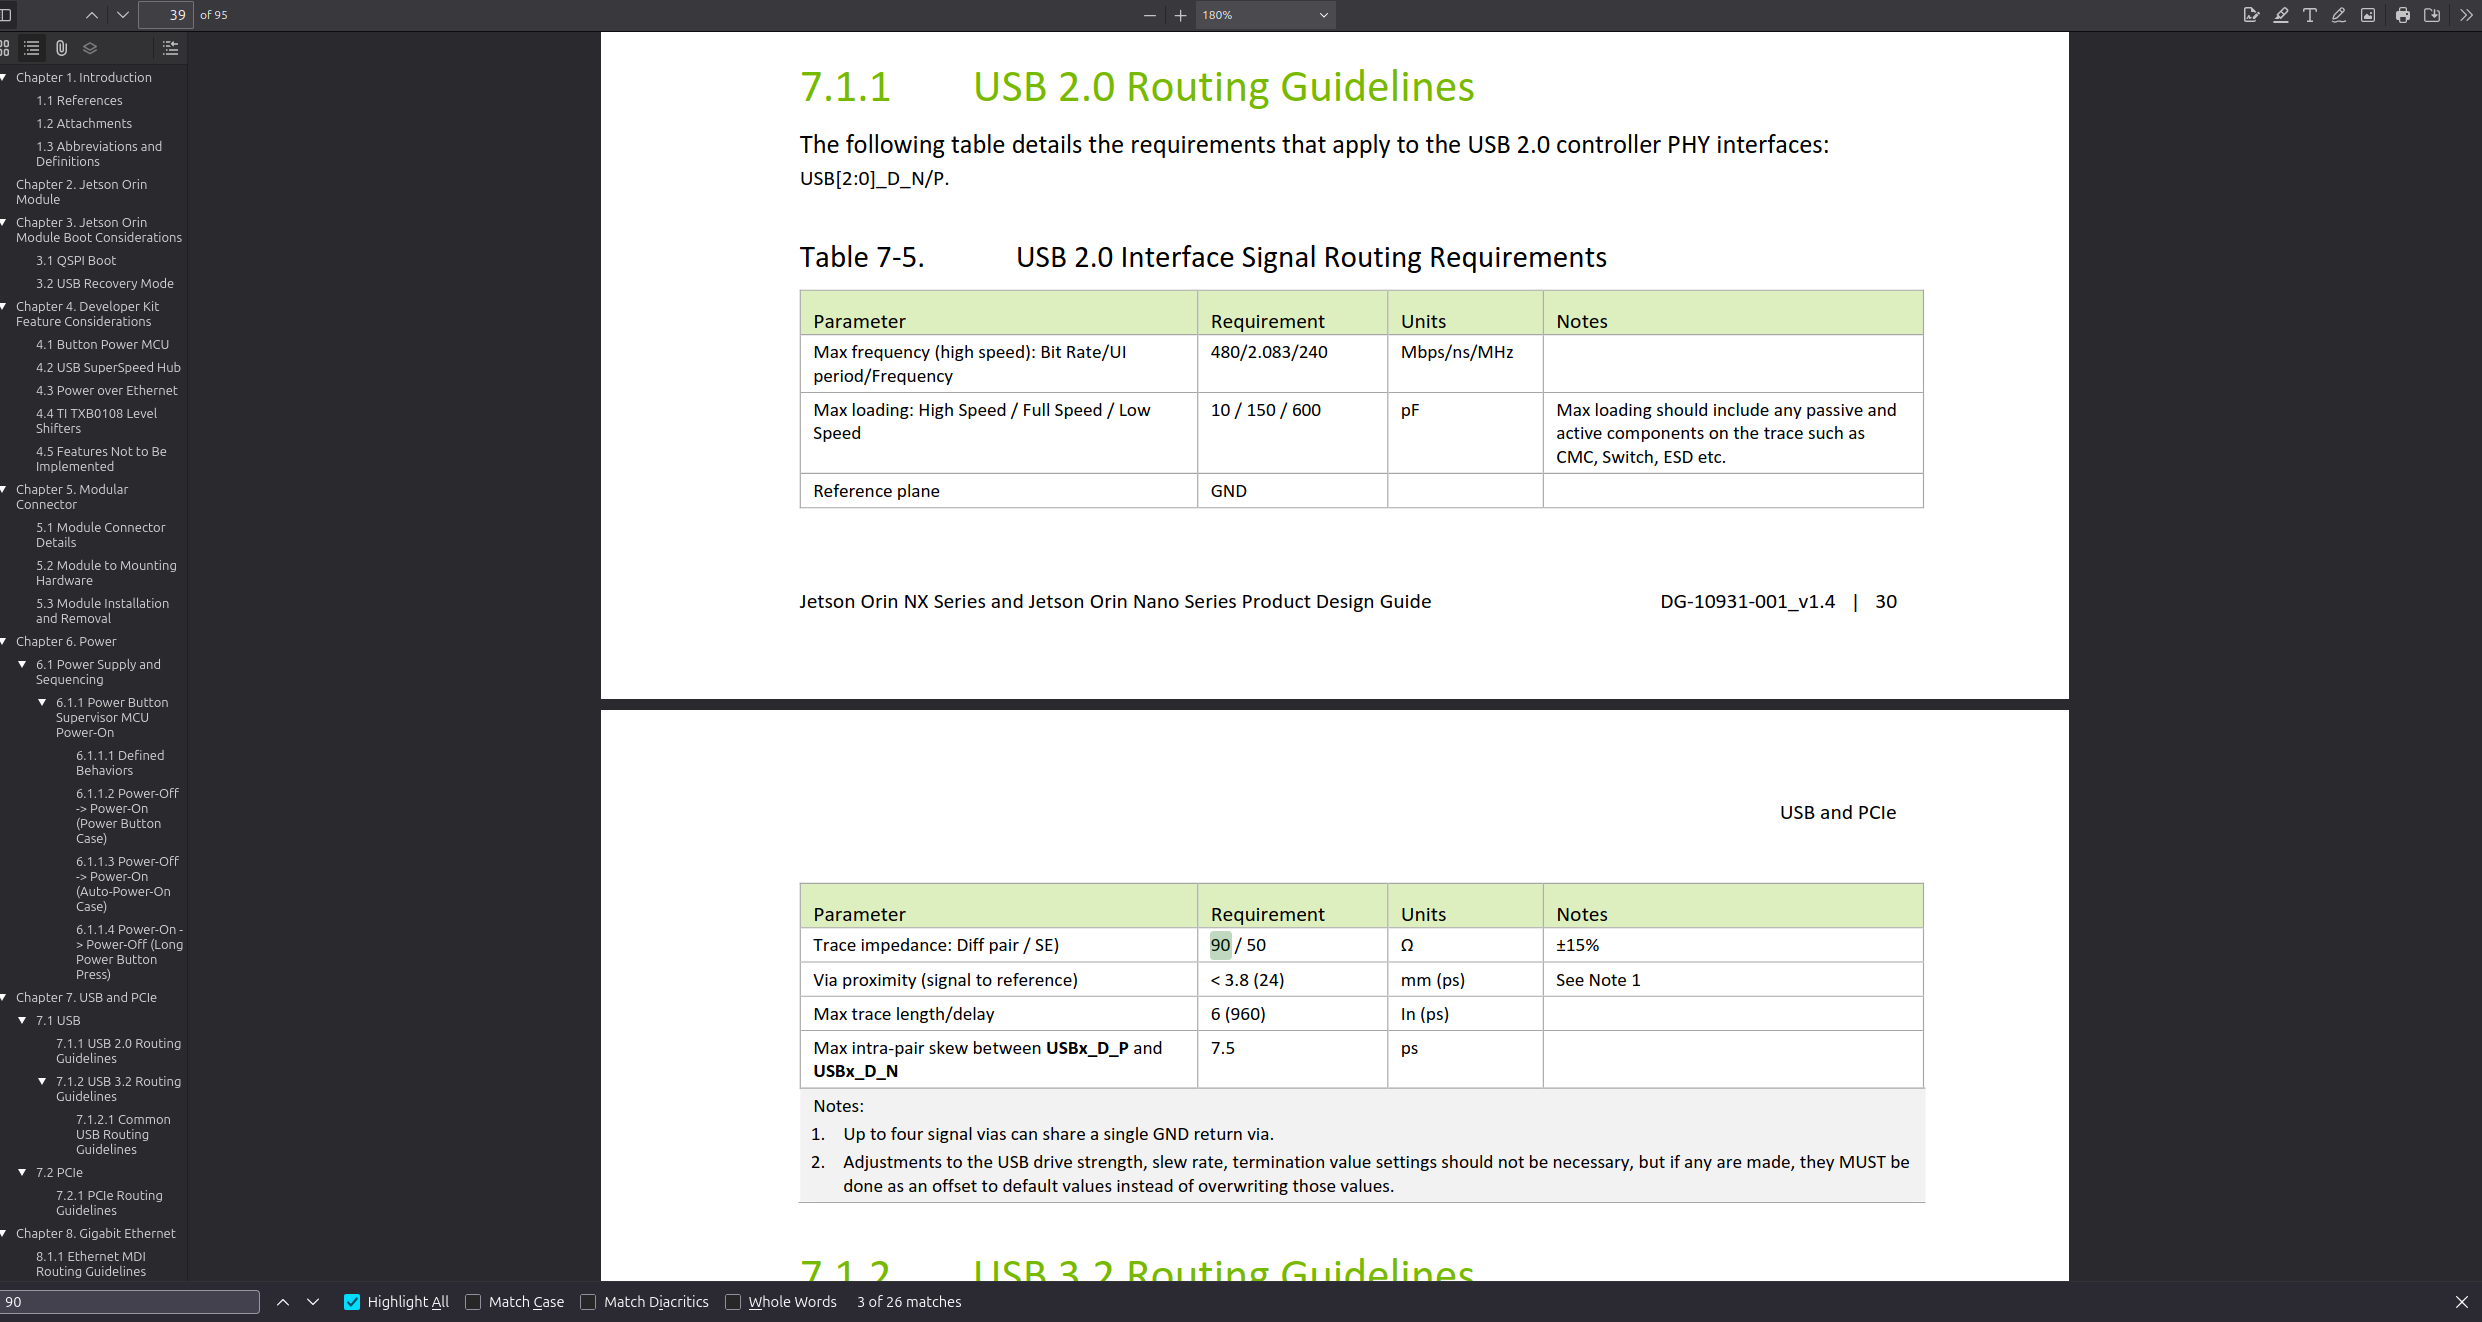 39 of 95
180%
Chapter 1. Introduction
1.1 References
1.2 Attachments
1.3 Abbreviations and
Definitions
Chapter 2. Jetson Orin
Module
Chapter 3. Jetson Orin
Module Boot Considerations
3.1 QSPI Boot
3.2 USB Recovery Mode
Chapter 4. Developer Kit
Feature Considerations
4.1 Button Power MCU
4.2 USB SuperSpeed Hub
4.3 Power over Ethernet
4.4 TI TXB0108 Level
Shifters
4.5 Features Not to Be
Implemented
Chapter 5. Modular
Connector
5.1 Module Connector
Details
5.2 Module to Mounting
Hardware
5.3 Module Installation
and Removal
Chapter 6. Power
6.1 Power Supply and
Sequencing
6.1.1 Power Button
Supervisor MCU
Power-On
6.1.1.1 Defined
Behaviors
6.1.1.2 Power-Off
-> Power-On
(Power Button
Case)
6.1.1.3 Power-Off
-> Power-On
(Auto-Power-On
Case)
6.1.1.4 Power-On -
> Power-Off (Long
Power Button
Press)
Chapter 7. USB and PCIe
7.1 USB
7.1.1 USB 2.0 Routing
Guidelines
7.1.2 USB 3.2 Routing
Guidelines
7.1.2.1 Common
USB Routing
Guidelines
7.2 PCIe
7.2.1 PCIe Routing
Guidelines
Chapter 8. Gigabit Ethernet
8.1.1 Ethernet MDI
Routing Guidelines
7.1.1 USB 2.0 Routing Guidelines
The following table details the requirements that apply to the USB 2.0 controller PHY interfaces:
USB[2:0]_D_N/P.
Table 7-5. USB 2.0 Interface Signal Routing Requirements
Parameter Requirement Units Notes
Max frequency (high speed): Bit Rate/UI
period/Frequency 480/2.083/240 Mbps/ns/MHz
Max loading: High Speed / Full Speed / Low
Speed 10 / 150 / 600 pF Max loading should include any passive and
active components on the trace such as
CMC, Switch, ESD etc.
Reference plane GND
Jetson Orin NX Series and Jetson Orin Nano Series Product Design Guide DG-10931-001_v1.4 | 30
USB and PCIe
Parameter Requirement Units Notes
Trace impedance: Diff pair / SE) 90 / 50 Ω ±15%
Via proximity (signal to reference) < 3.8 (24) mm (ps) See Note 1
Max trace length/delay 6 (960) In (ps)
Max intra-pair skew between USBx_D_P and
USBx_D_N 7.5 ps
Notes:
1. Up to four signal vias can share a single GND return via.
2. Adjustments to the USB drive strength, slew rate, termination value settings should not be necessary, but if any are made, they MUST be
done as an offset to default values instead of overwriting those values.
7.1.2 USB 3.2 Routing Guidelines
90 Highlight All Match Case Match Diacritics Whole Words 3 of 26 matches